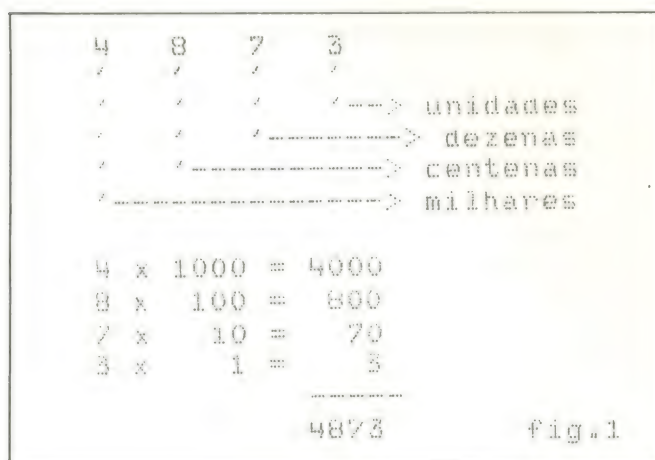 4 8 7 3
' ' ' '
' ' ' '---> unidades
' ' '---------> dezenas
' '-------------> centenas
'-----------------> milhares
4 x 1000 = 4000
8 x 100 = 800
7 x 10 = 70
3 x 1 = 3
------
4873 fig.1